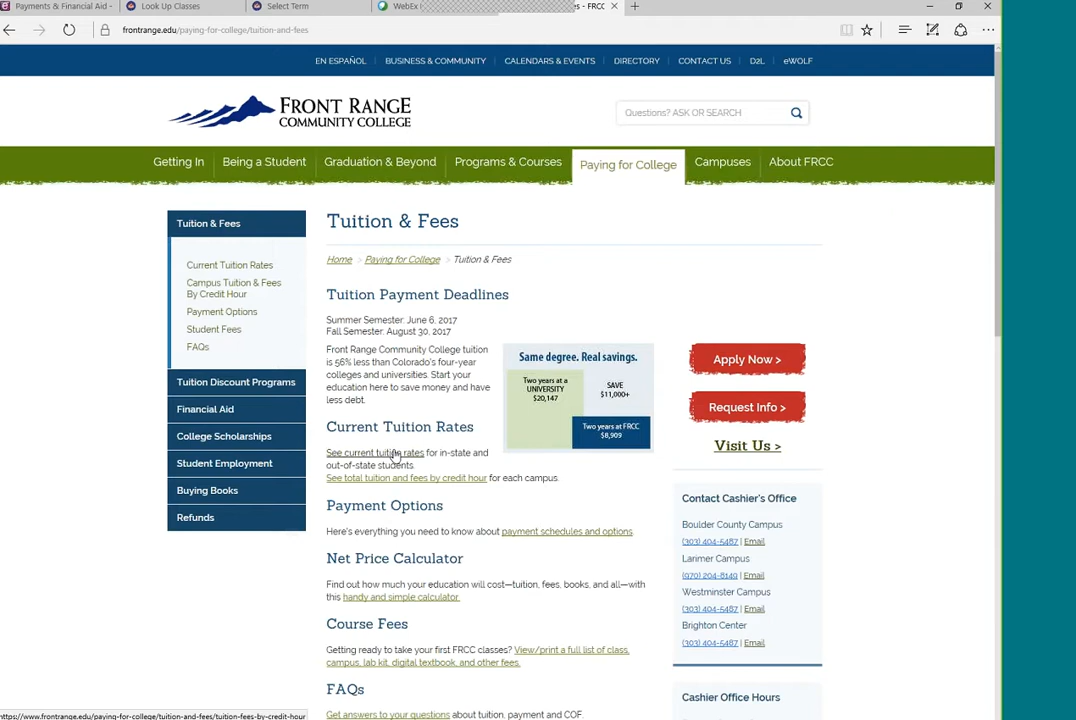 Payments & Financial Aid -
Look Up Classes
Select Term
WebEx
- FRCC
frontrange.edu/paying-for-college/tuition-and-fees
EN ESPAÑOL | BUSINESS & COMMUNITY | CALENDARS & EVENTS | DIRECTORY | CONTACT US | D2L | eWOLF
FRONT RANGE
COMMUNITY COLLEGE
Questions? ASK OR SEARCH
Getting In
Being a Student
Graduation & Beyond
Programs & Courses
Paying for College
Campuses
About FRCC
Tuition & Fees
Current Tuition Rates
Campus Tuition & Fees
By Credit Hour
Payment Options
Student Fees
FAQs
Tuition Discount Programs
Financial Aid
College Scholarships
Student Employment
Buying Books
Refunds
Tuition & Fees
Home > Paying for College > Tuition & Fees
Tuition Payment Deadlines
Summer Semester: June 6, 2017
Fall Semester: August 30, 2017
Front Range Community College tuition
is 56% less than Colorado's four-year
colleges and universities. Start your
education here to save money and have
less debt.
Same degree. Real savings.
Two years at a
UNIVERSITY
$20,147
SAVE
$11,000+
Two years at FRCC
$8,909
Current Tuition Rates
See current tuition rates for in-state and
out-of-state students.
See total tuition and fees by credit hour for each campus.
Payment Options
Here's everything you need to know about payment schedules and options.
Net Price Calculator
Find out how much your education will cost—tuition, fees, books, and all—with
this handy and simple calculator.
Course Fees
Getting ready to take your first FRCC classes? View/print a full list of class,
campus, lab kit, digital textbook, and other fees.
FAQs
Get answers to your questions about tuition, payment and COF.
Apply Now >
Request Info >
Visit Us >
Contact Cashier's Office
Boulder County Campus
(303) 404-5487 | Email
Larimer Campus
(970) 204-8149 | Email
Westminster Campus
(303) 404-5487 | Email
Brighton Center
(303) 404-5487 | Email
Cashier Office Hours
https://www.frontrange.edu/paying-for-college/tuition-and-fees/tuition-fees-by-credit-hour